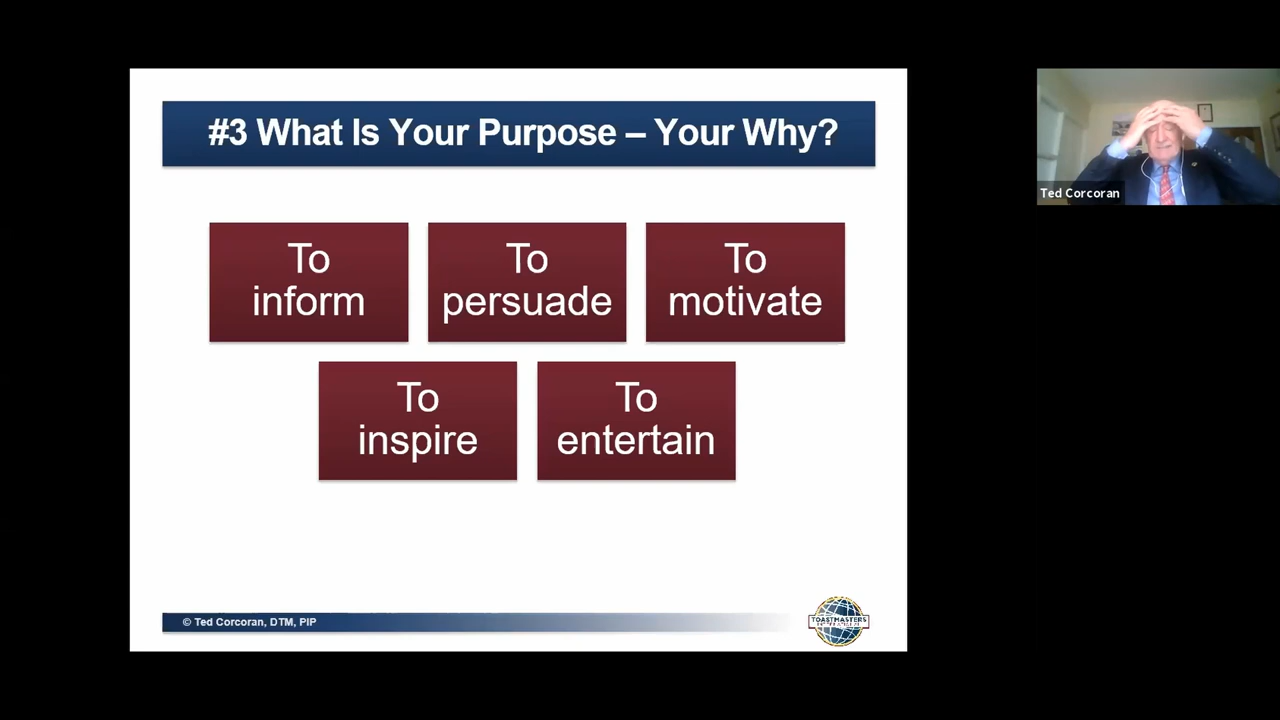 #3 What Is Your Purpose – Your Why?
To
inform
To
persuade
To
motivate
To
inspire
To
entertain
© Ted Corcoran, DTM, PIP
TOASTMASTERS
INTERNATIONAL
Ted Corcoran